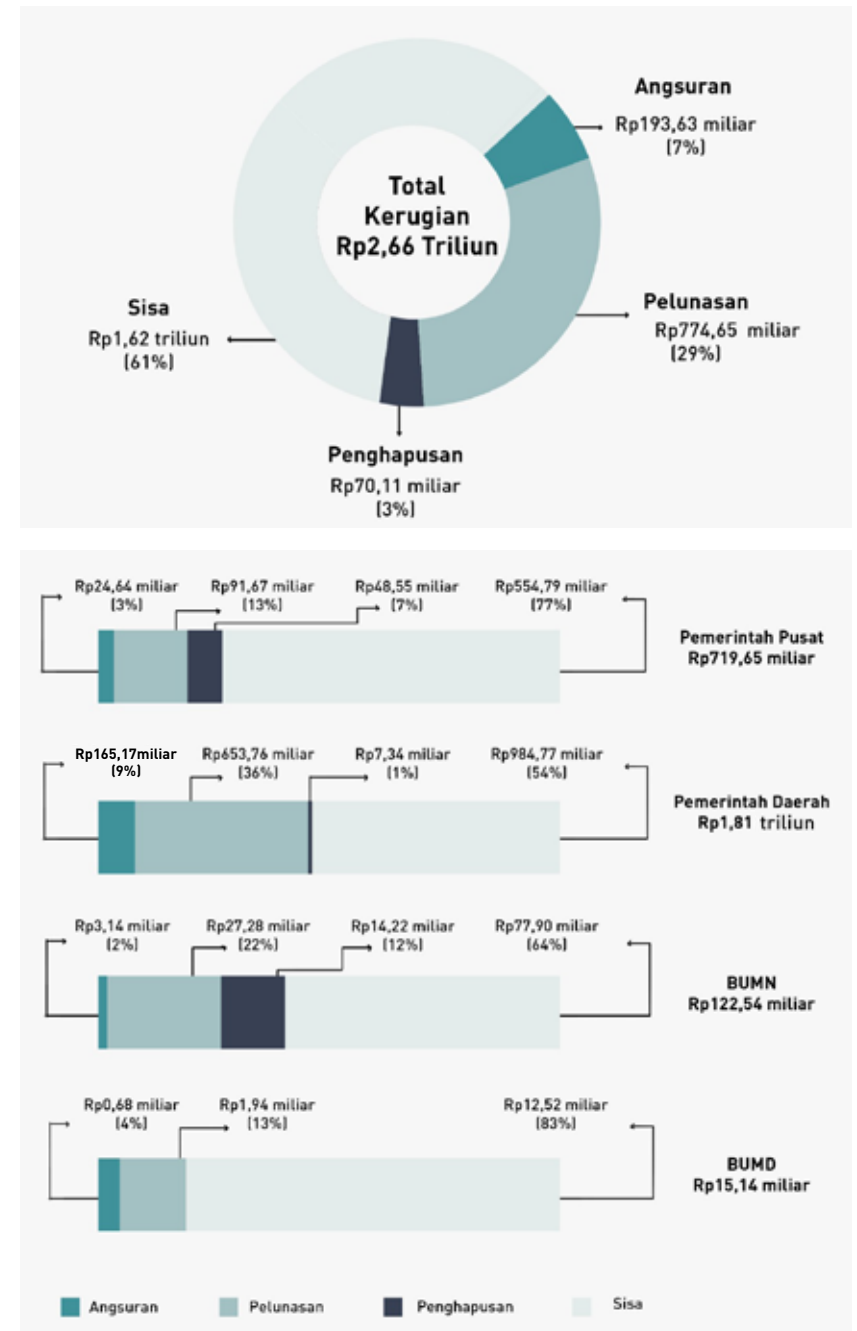 Angsuran
Rp193,63 miliar
(7%)
Total
Kerugian
Rp2,66 Triliun
Pelunasan
Rp774,65 miliar
(29%)
Sisa
Rp1,62 triliun
(61%)
Penghapusan
Rp70,11 miliar
(3%)
Rp24,64 miliar
(3%)
Rp91,67 miliar
(13%)
Rp48,55 miliar
(7%)
Rp554,79 miliar
(77%)
Pemerintah Pusat
Rp719,65 miliar
Rp165,17miliar
(9%)
Rp653,76 miliar
(36%)
Rp7,34 miliar
(1%)
Rp984,77 miliar
(54%)
Pemerintah Daerah
Rp1,81 triliun
Rp3,14 miliar
(2%)
Rp27,28 miliar
(22%)
Rp14,22 miliar
(12%)
Rp77,90 miliar
(64%)
BUMN
Rp122,54 miliar
Rp0,68 miliar
(4%)
Rp1,94 miliar
(13%)
Rp12,52 miliar
(83%)
BUMD
Rp15,14 miliar
Angsuran
Pelunasan
Penghapusan
Sisa